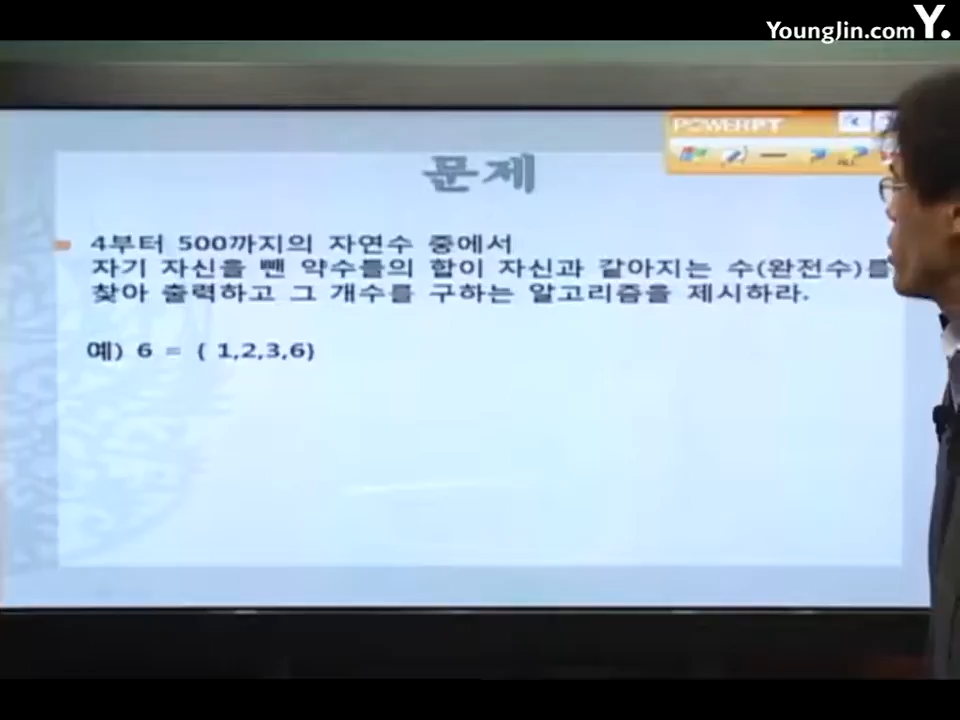 YoungJin.com Y.
POWERPT
문제
4부터 500까지의 자연수 중에서
자기 자신을 뺀 약수들의 합이 자신과 같아지는 수(완전수)를
찾아 출력하고 그 개수를 구하는 알고리즘을 제시하라.
예) 6 = ( 1,2,3,6)